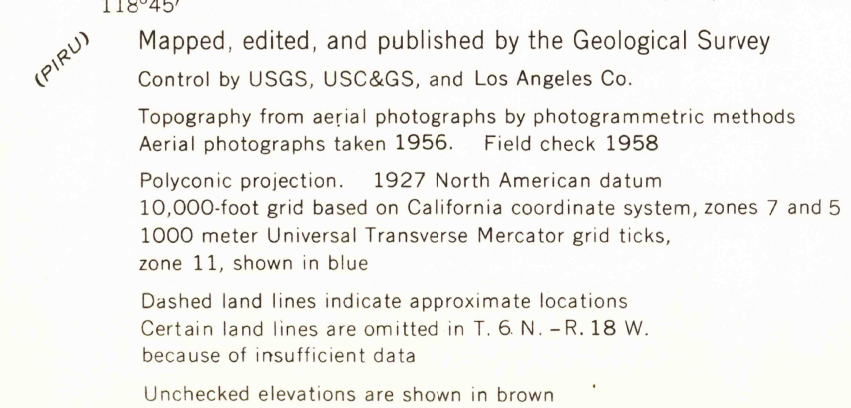 118°45′
(PIRU)
Mapped, edited, and published by the Geological Survey
Control by USGS, USC&GS, and Los Angeles Co.
Topography from aerial photographs by photogrammetric methods
Aerial photographs taken 1956. Field check 1958
Polyconic projection. 1927 North American datum
10,000-foot grid based on California coordinate system, zones 7 and 5
1000 meter Universal Transverse Mercator grid ticks,
zone 11, shown in blue
Dashed land lines indicate approximate locations
Certain land lines are omitted in T. 6 N. – R. 18 W.
because of insufficient data
Unchecked elevations are shown in brown